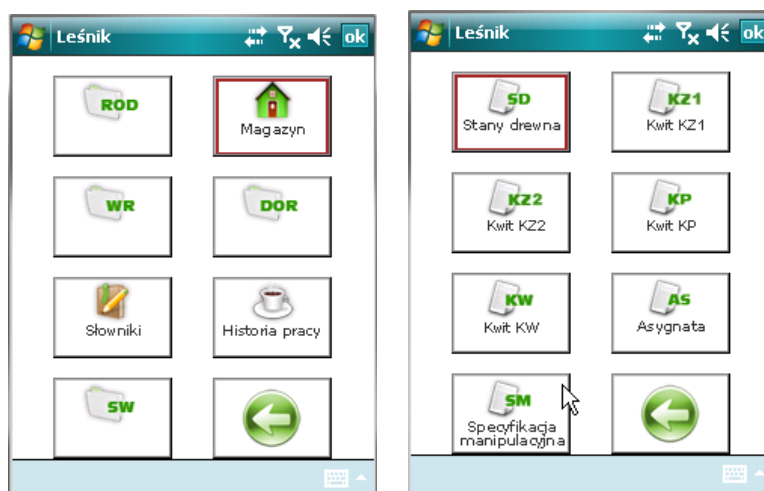 Leśnik
ok
ROD
Magazyn
WR
DOR
Słowniki
Historia pracy
SW
Leśnik
ok
SD
Stany drewna
KZ1
Kwit KZ1
KZ2
Kwit KZ2
KP
Kwit KP
KW
Kwit KW
AS
Asygnata
SM
Specyfikacja
manipulacyjna